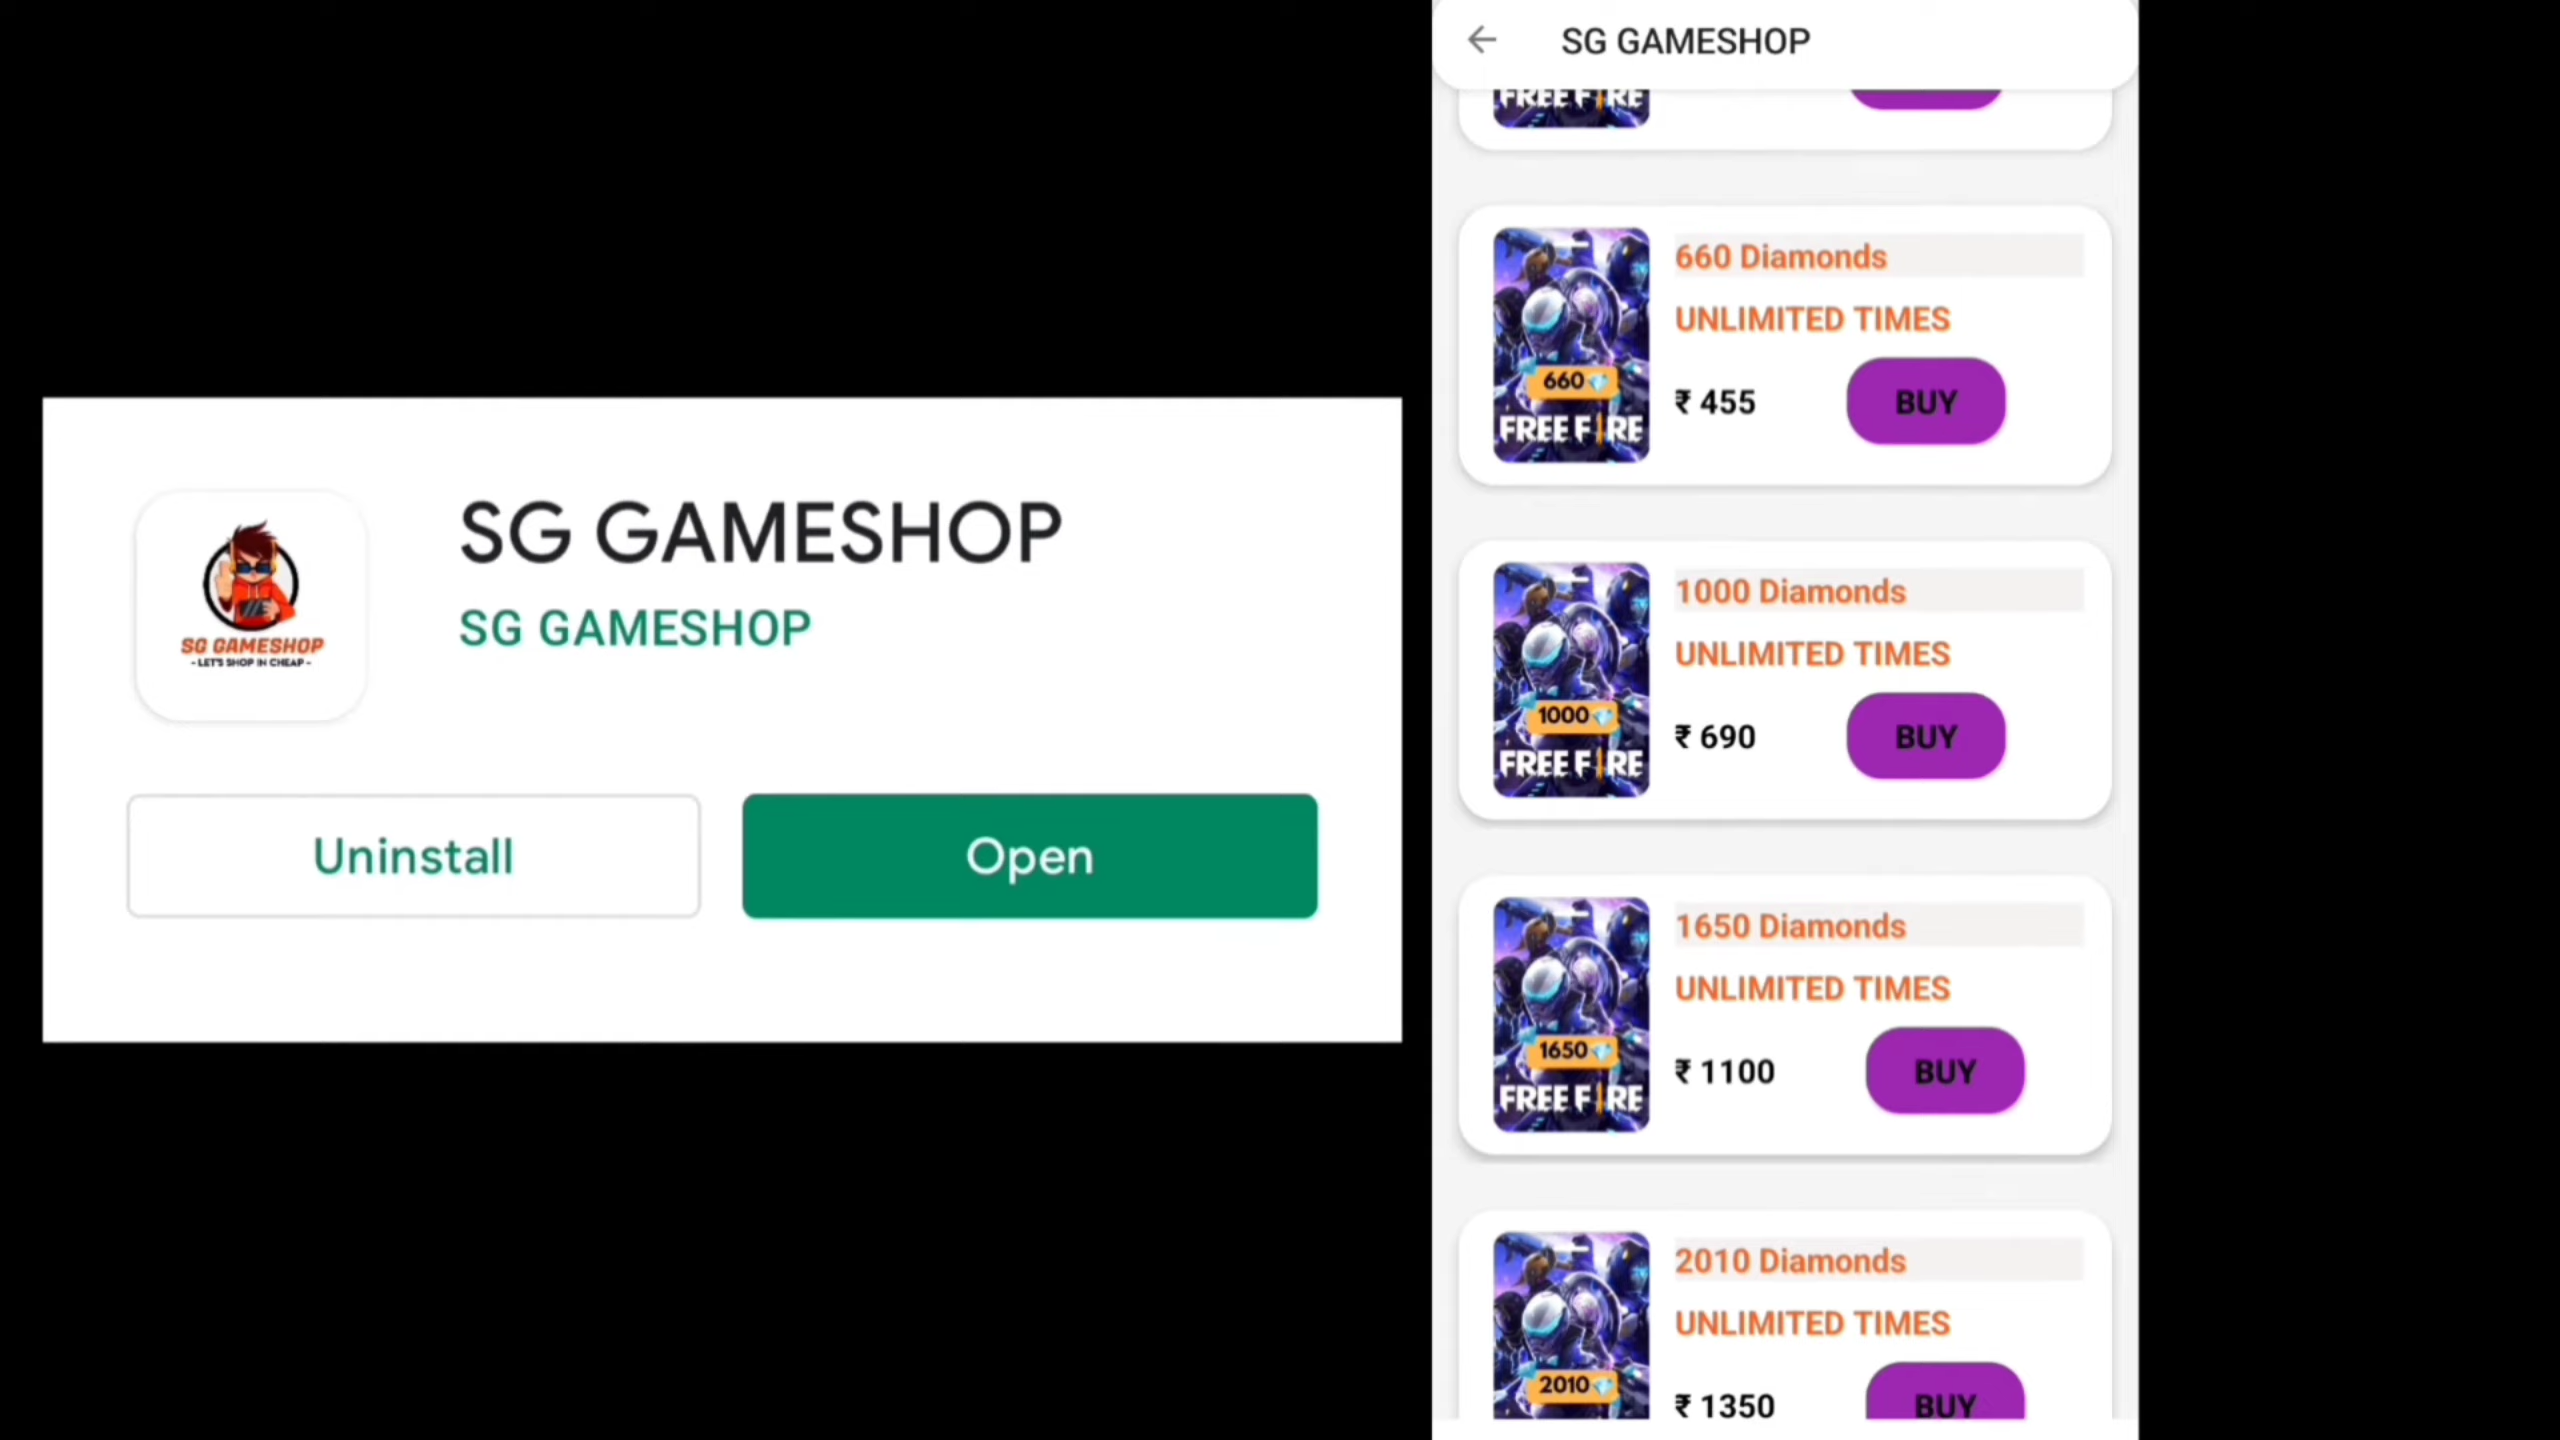 SG GAMESHOP
- LET'S SHOP IN CHEAP -
SG GAMESHOP
SG GAMESHOP
Uninstall
Open
SG GAMESHOP
FREE FIRE
660 Diamonds
UNLIMITED TIMES
₹ 455
BUY
660
FREE FIRE
1000 Diamonds
UNLIMITED TIMES
₹ 690
BUY
1000
FREE FIRE
1650 Diamonds
UNLIMITED TIMES
₹ 1100
BUY
1650
FREE FIRE
2010 Diamonds
UNLIMITED TIMES
₹ 1350
BUY
2010